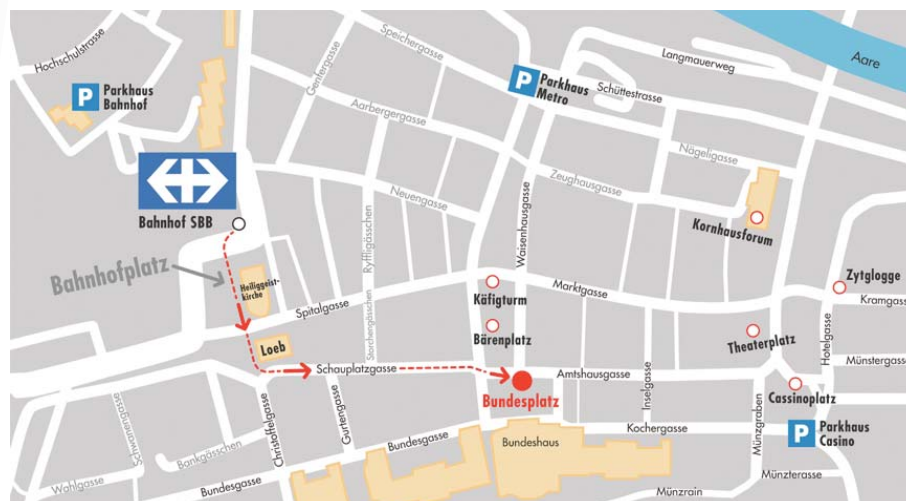 Hochschulstrasse
Speichergasse
Genfergasse
Langmauerweg
Aare
P Parkhaus
Bahnhof
P Parkhaus
Metro
Schüttestrasse
Aarbergergasse
Nägeligasse
Zeughausgasse
Neuengasse
Bahnhof SBB
Ryffligässchen
Waisenhausgasse
Kornhausforum
Bahnhofplatz
Heiliggeist-
kirche
Käfigturm
Marktgasse
Zytglogge
Kramgass
Spitalgasse
Storchengässchen
Bärenplatz
Theaterplatz
Hotelgasse
Loeb
Schauplatzgasse
Amtshausgasse
Münstergasse
Bundesplatz
Inselgasse
Cassinoplatz
Schwanengasse
Christoffelgasse
Gurtengasse
Bundesgasse
Bundeshaus
Kochergasse
Münzgraben
P Parkhaus
Casino
Bankgässchen
Wahlgasse
Bundesgasse
Münzterasse
Münzrain